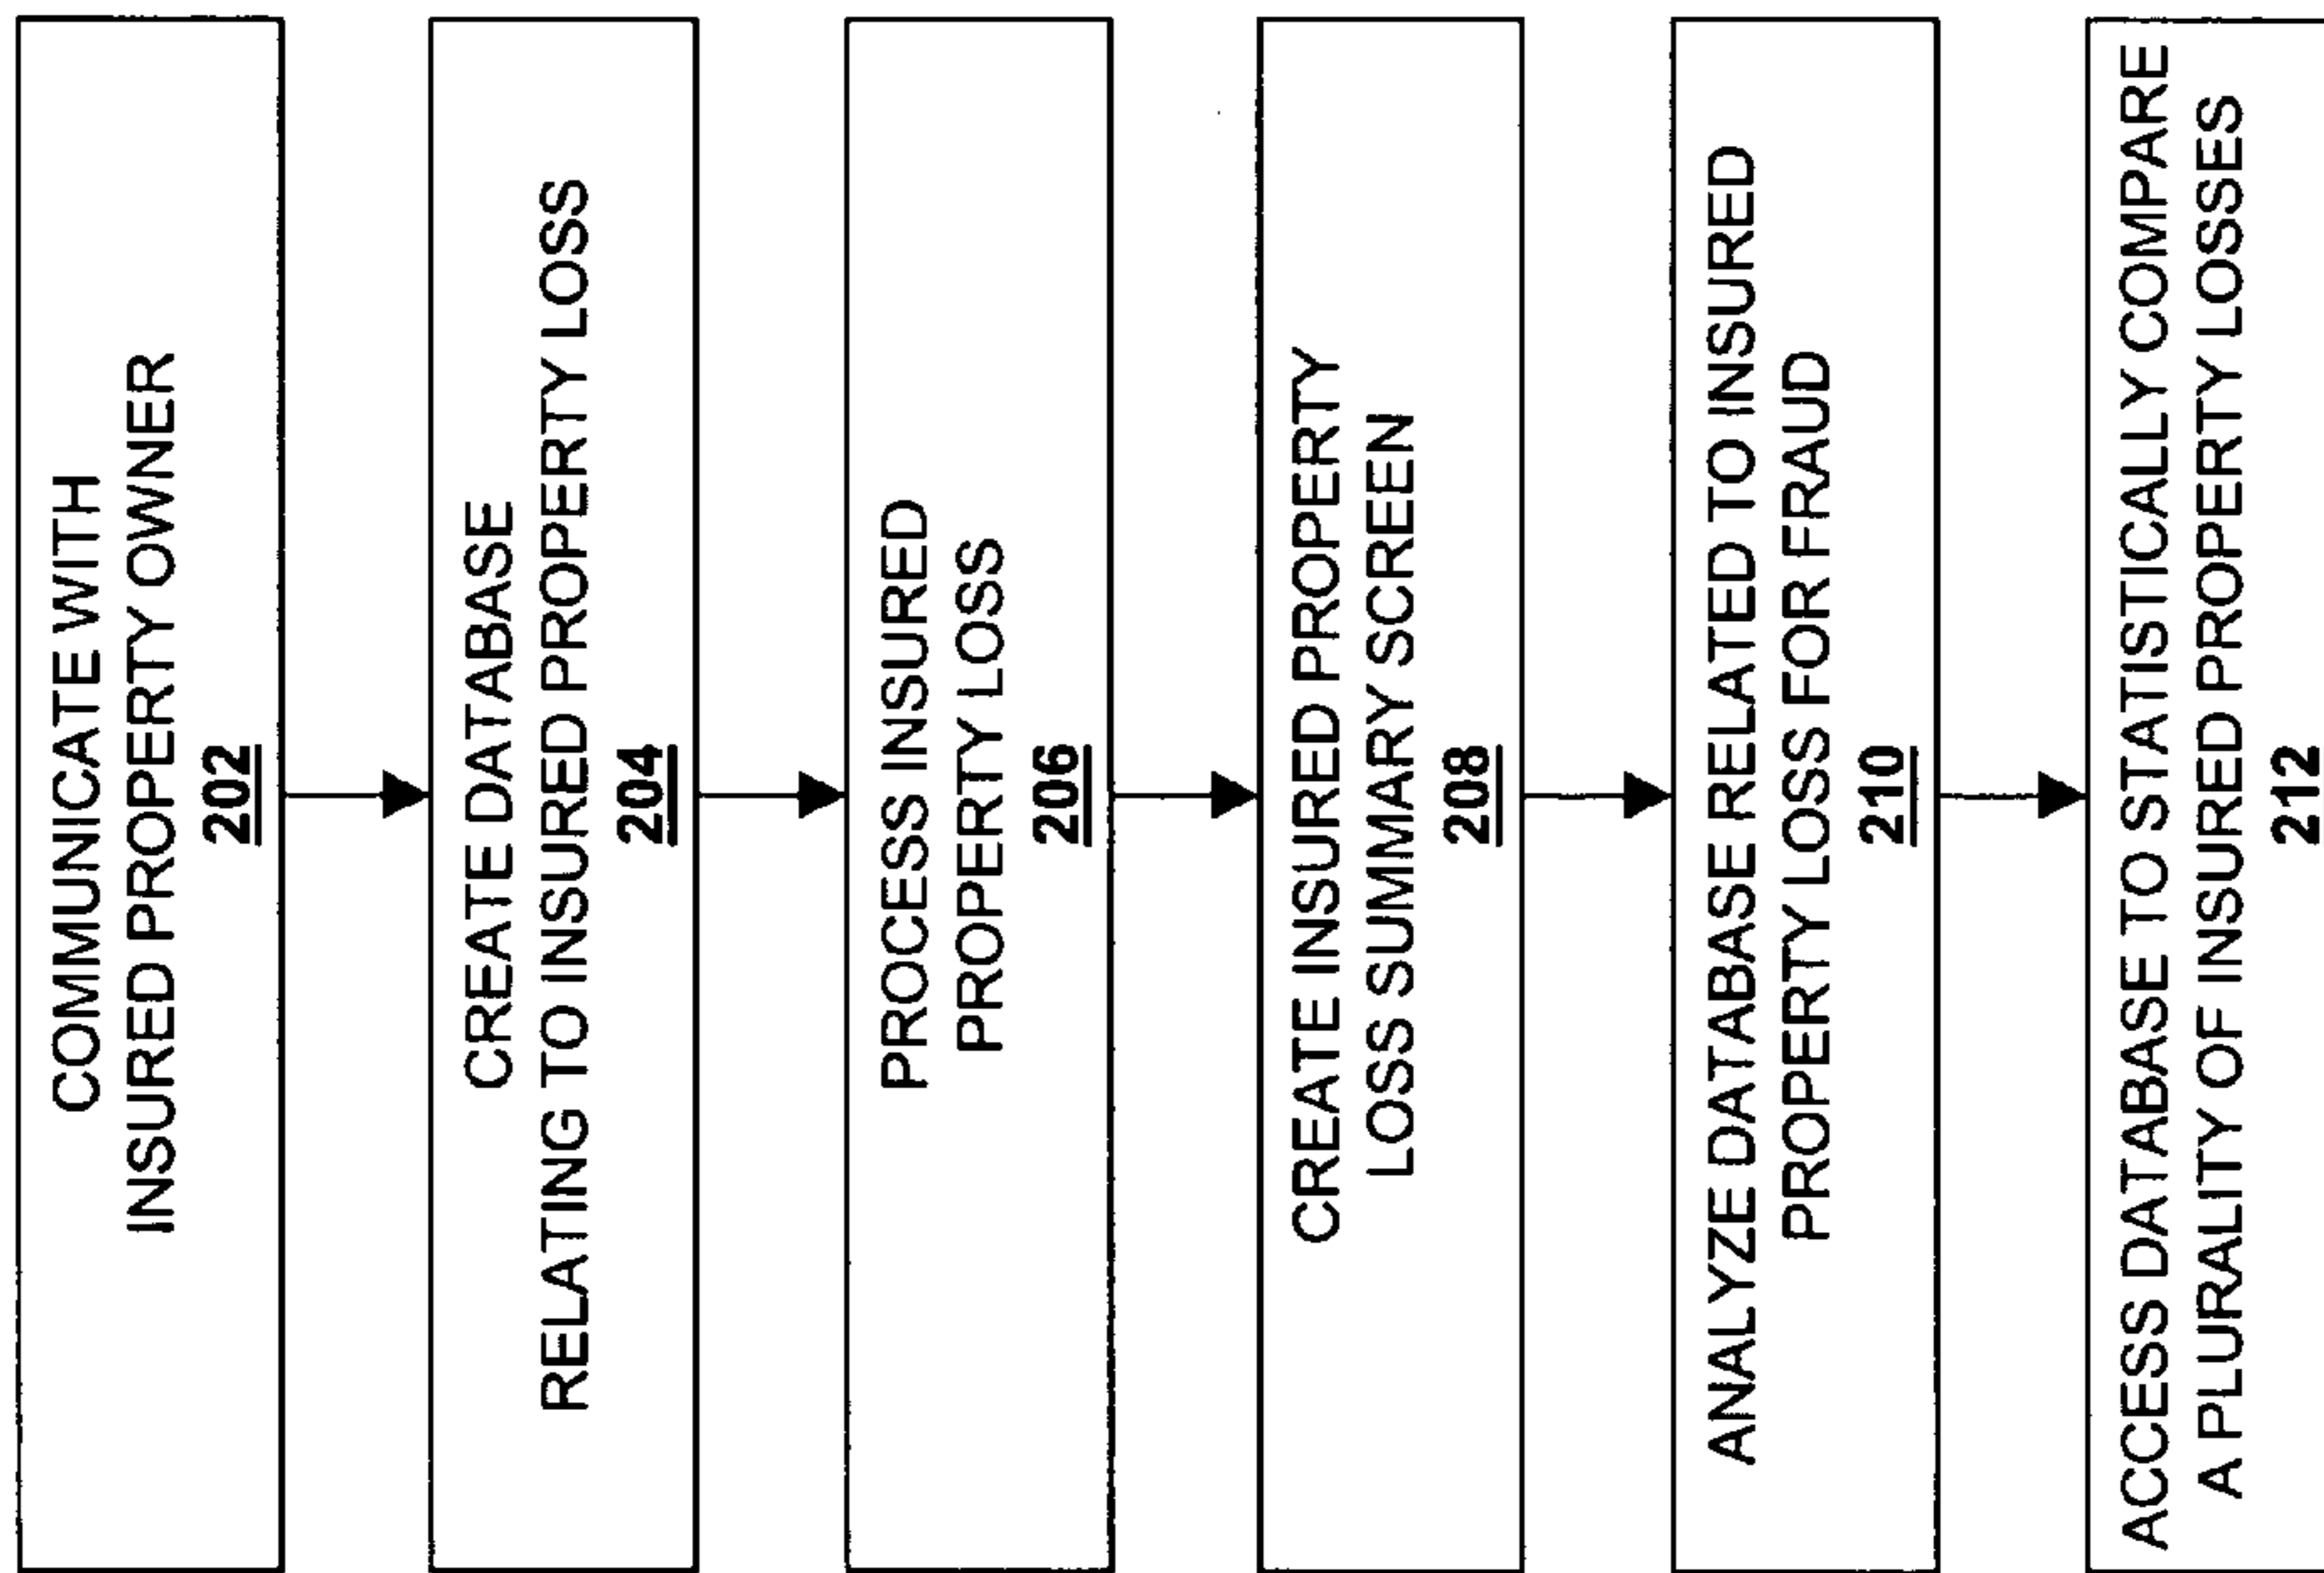 COMMUNICATE WITH
INSURED PROPERTY OWNER
202
CREATE DATABASE
RELATING TO INSURED PROPERTY LOSS
204
PROCESS INSURED
PROPERTY LOSS
206
CREATE INSURED PROPERTY
LOSS SUMMARY SCREEN
208
ANALYZE DATABASE RELATED TO INSURED
PROPERTY LOSS FOR FRAUD
210
ACCESS DATABASE TO STATISTICALLY COMPARE
A PLURALITY OF INSURED PROPERTY LOSSES
212